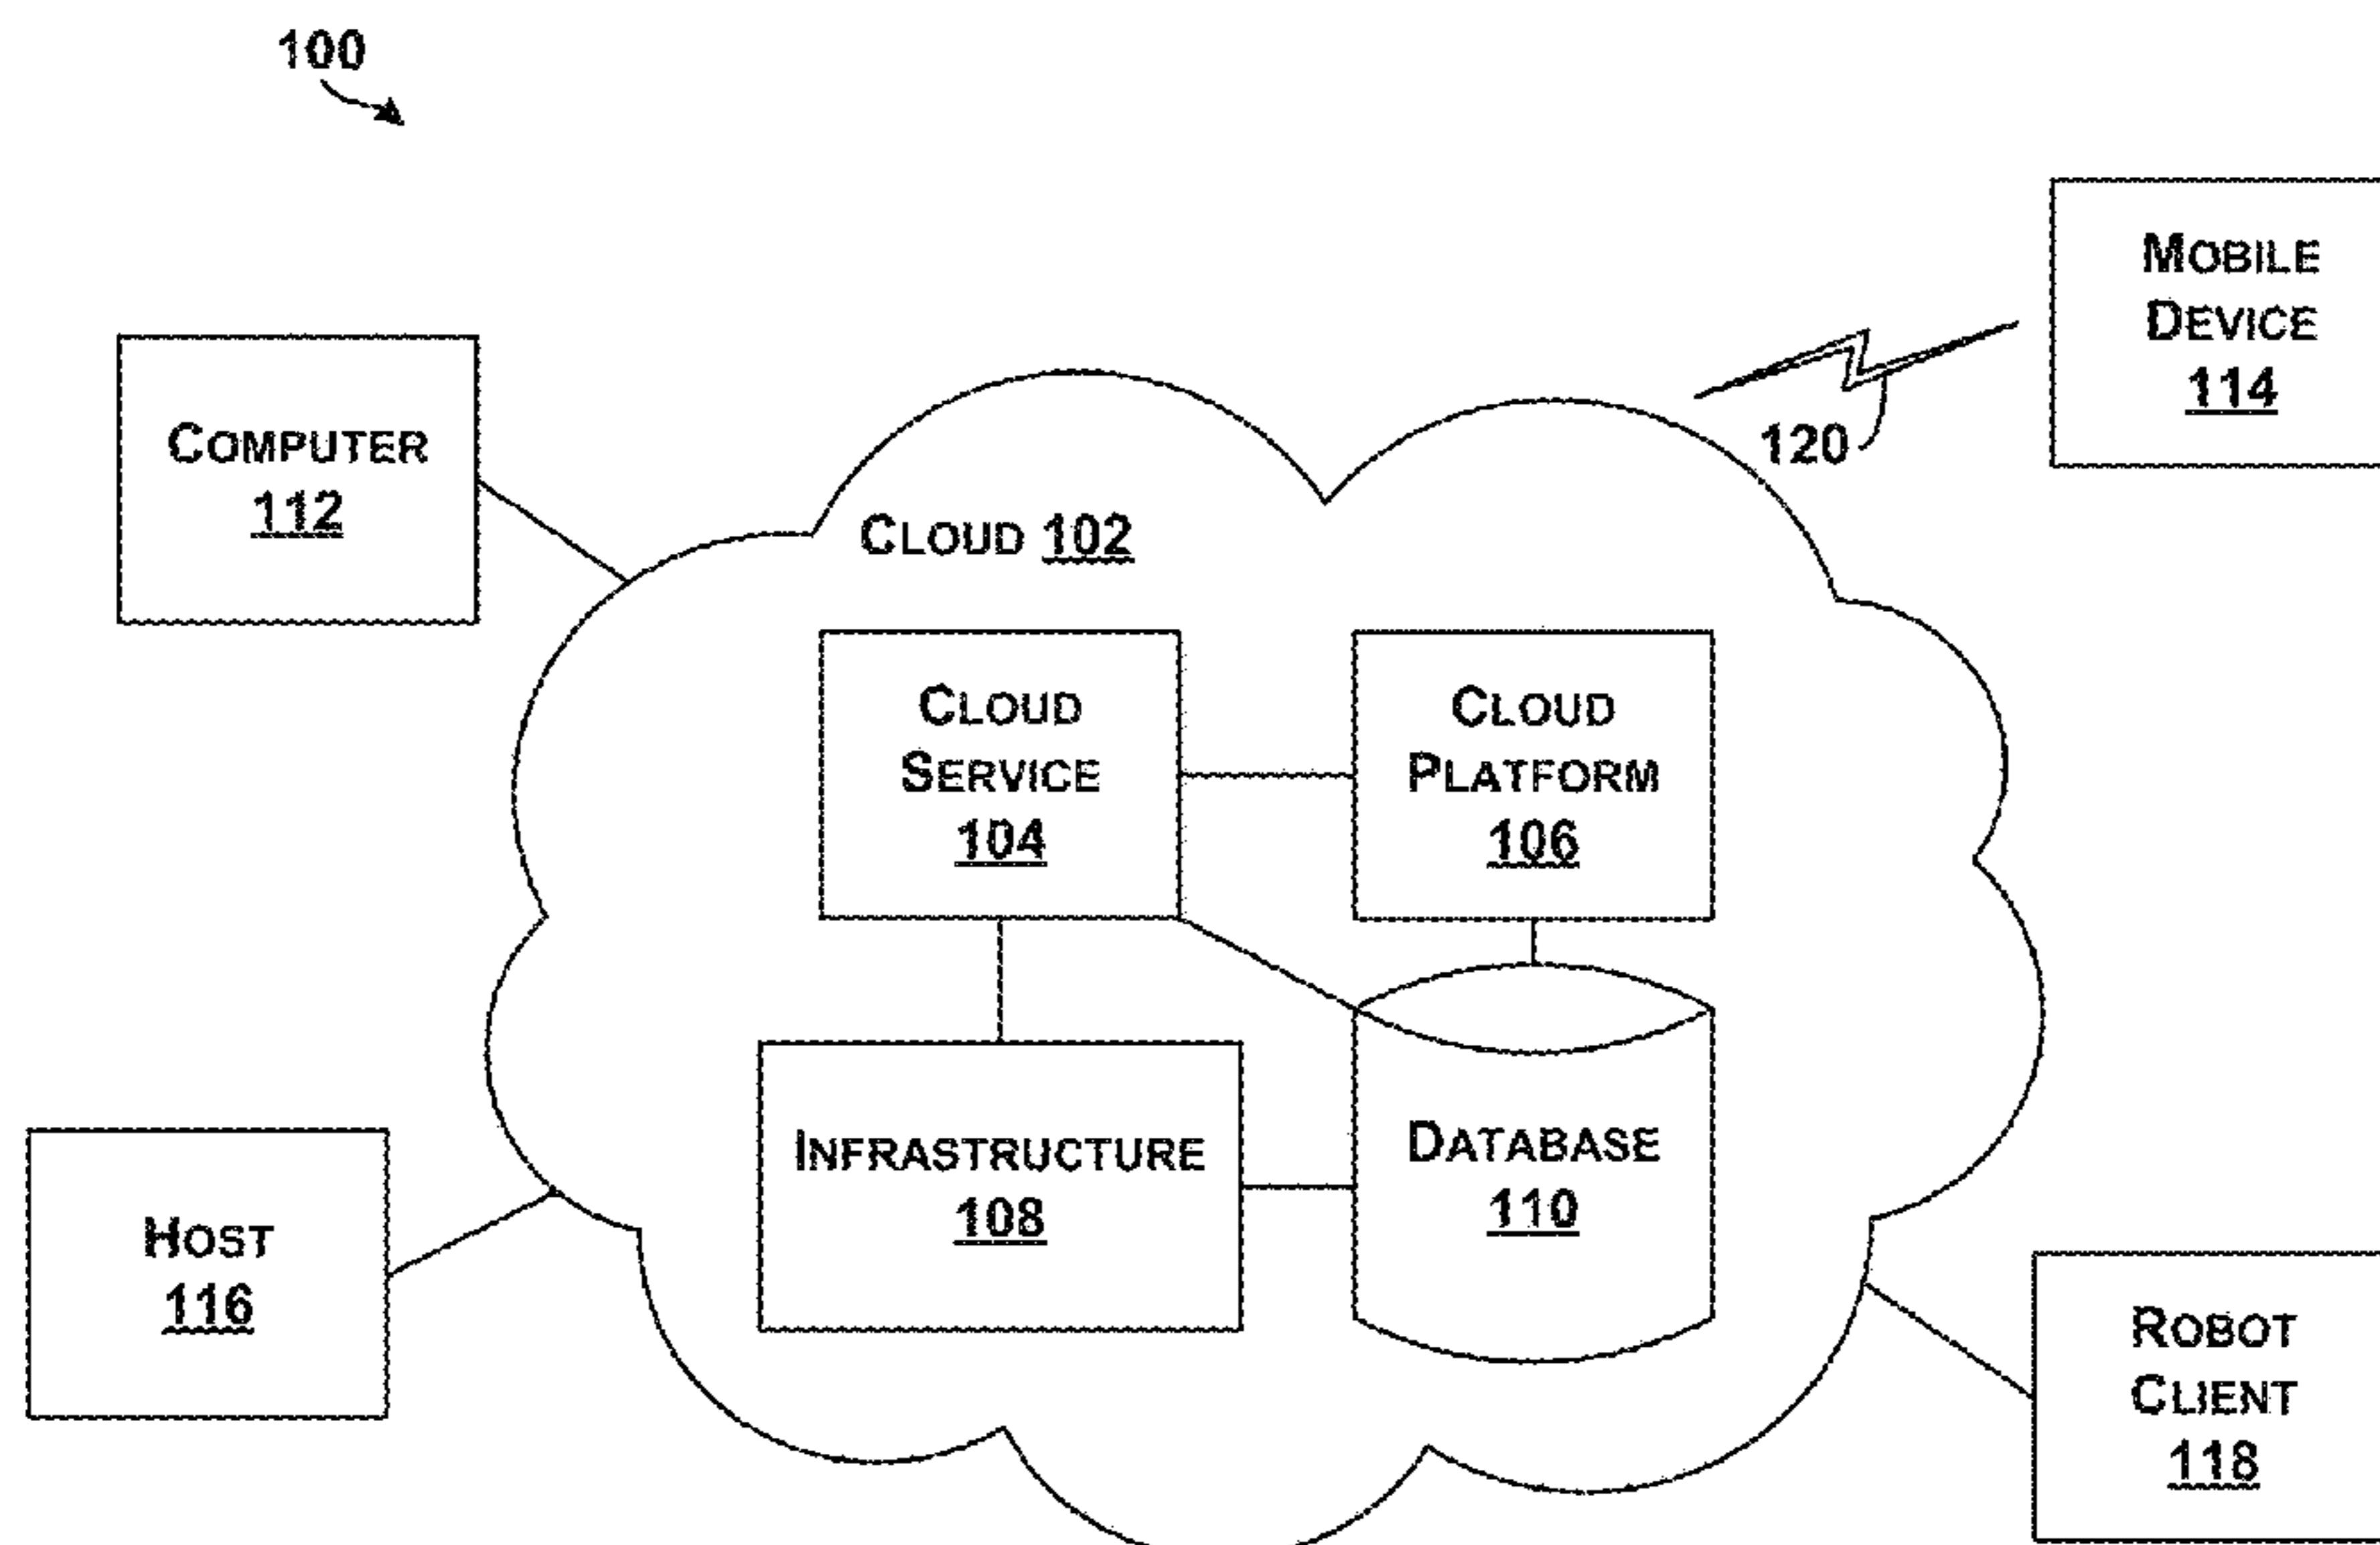 100
MOBILE
DEVICE
114
120
COMPUTER
112
CLOUD 102
CLOUD
SERVICE
104
CLOUD
PLATFORM
106
INFRASTRUCTURE
108
DATABASE
110
HOST
116
ROBOT
CLIENT
118